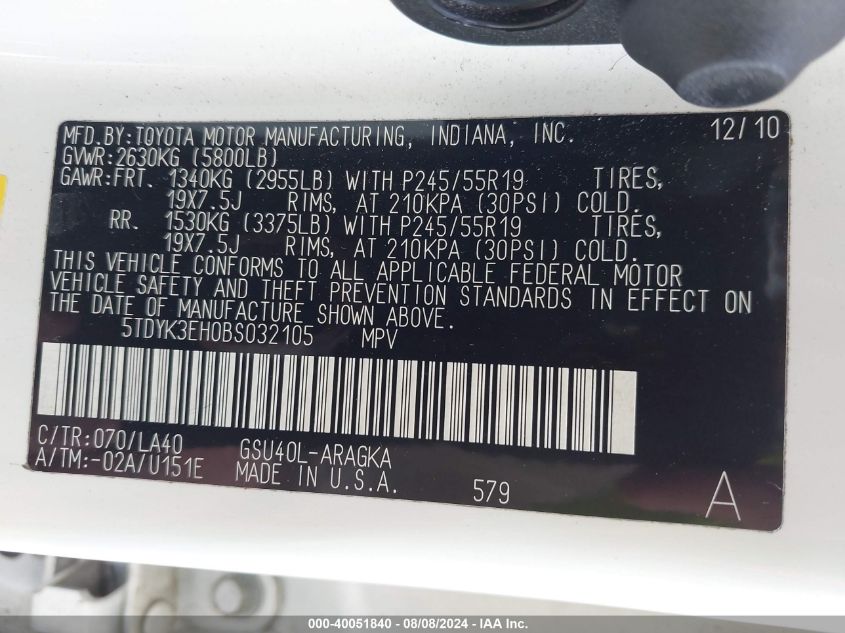 MFD.BY:TOYOTA MOTOR MANUFACTURING, INDIANA, INC. 12/10
GVWR:2630KG (5800LB)
GAWR:FRT. 1340KG (2955LB) WITH P245/55R19 TIRES,
19X7.5J RIMS, AT 210KPA (30PSI) COLD.
RR. 1530KG (3375LB) WITH P245/55R19 TIRES,
19X7.5J RIMS, AT 210KPA (30PSI) COLD.
THIS VEHICLE CONFORMS TO ALL APPLICABLE FEDERAL MOTOR
VEHICLE SAFETY AND THEFT PREVENTION STANDARDS IN EFFECT ON
THE DATE OF MANUFACTURE SHOWN ABOVE.
5TDYK3EH0BS032105 MPV
C/TR:070/LA40 GSU40L-ARAGKA
A/TM:-02A/U151E MADE IN U.S.A. 579 A
000-40051840 - 08/08/2024 - IAA Inc.